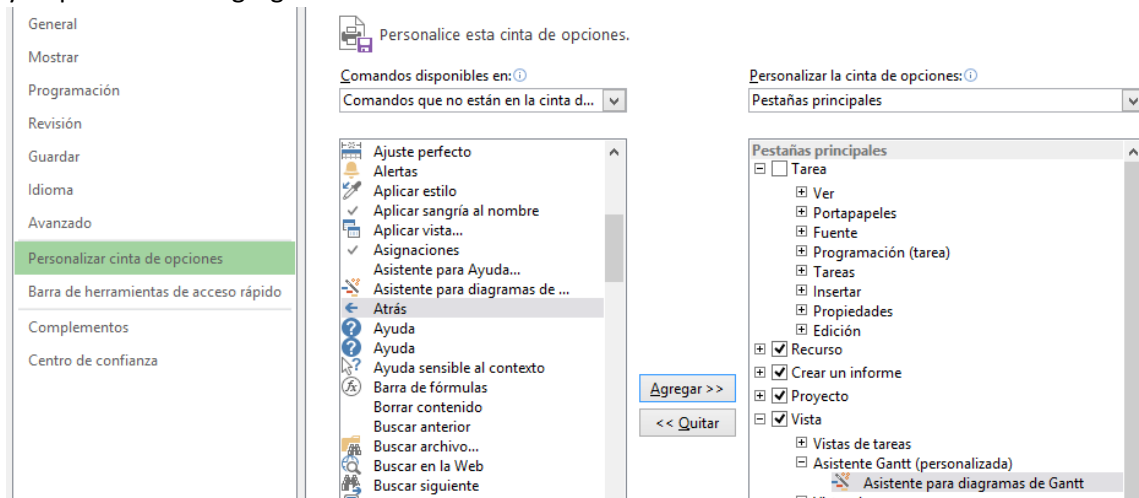 General
Mostrar
Programación
Revisión
Guardar
Idioma
Avanzado
Personalizar cinta de opciones
Barra de herramientas de acceso rápido
Complementos
Centro de confianza
Personalice esta cinta de opciones.
Comandos disponibles en:
Comandos que no están en la cinta d...
Ajuste perfecto
Alertas
Aplicar estilo
Aplicar sangría al nombre
Aplicar vista...
Asignaciones
Asistente para Ayuda...
Asistente para diagramas de ...
Atrás
Ayuda
Ayuda
Ayuda sensible al contexto
Barra de fórmulas
Borrar contenido
Buscar anterior
Buscar archivo...
Buscar en la Web
Buscar siguiente
Agregar >>
<< Quitar
Personalizar la cinta de opciones:
Pestañas principales
Pestañas principales
Tarea
Ver
Portapapeles
Fuente
Programación (tarea)
Tareas
Insertar
Propiedades
Edición
Recurso
Crear un informe
Proyecto
Vista
Vistas de tareas
Asistente Gantt (personalizada)
Asistente para diagramas de Gantt